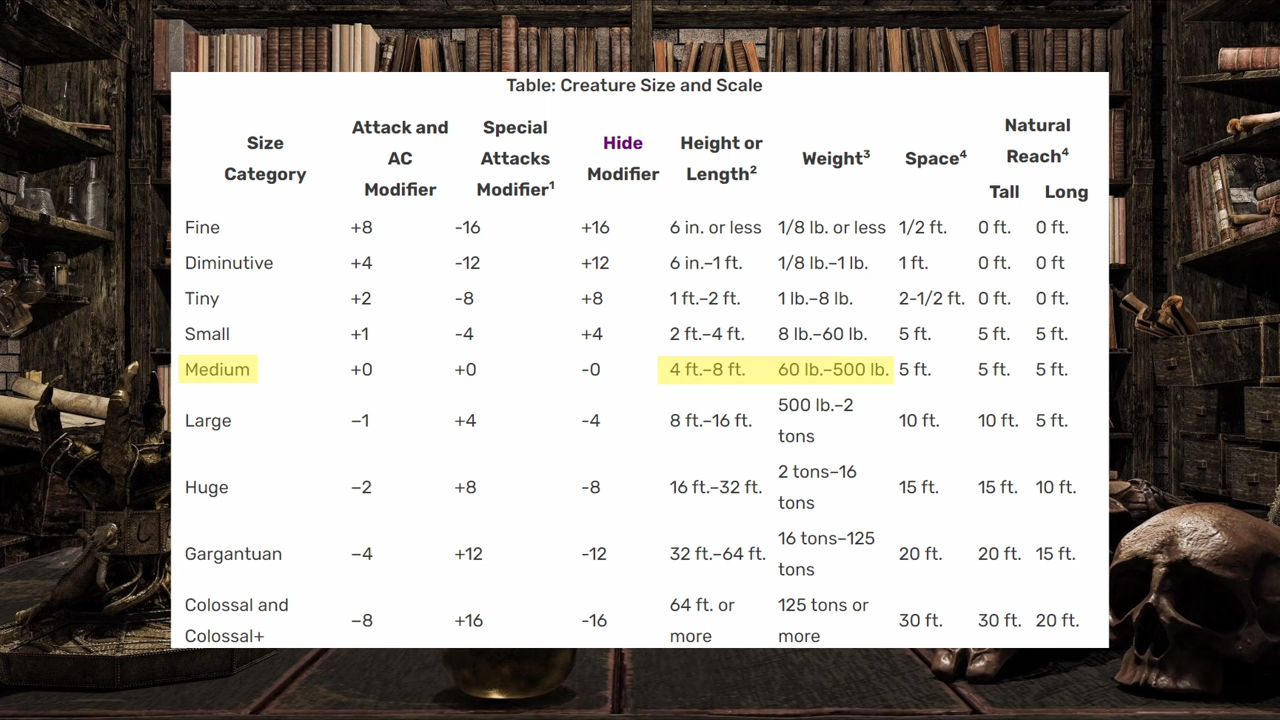 Table: Creature Size and Scale
Size Category Attack and AC Modifier Special Attacks Modifier¹ Hide Modifier Height or Length² Weight³ Space⁴ Natural Reach⁴
Tall Long
Fine +8 -16 +16 6 in. or less 1/8 lb. or less 1/2 ft. 0 ft. 0 ft.
Diminutive +4 -12 +12 6 in.–1 ft. 1/8 lb.–1 lb. 1 ft. 0 ft. 0 ft
Tiny +2 -8 +8 1 ft.–2 ft. 1 lb.–8 lb. 2-1/2 ft. 0 ft. 0 ft.
Small +1 -4 +4 2 ft.–4 ft. 8 lb.–60 lb. 5 ft. 5 ft. 5 ft.
Medium +0 +0 -0 4 ft.–8 ft. 60 lb.–500 lb. 5 ft. 5 ft. 5 ft.
Large –1 +4 -4 8 ft.–16 ft. 500 lb.–2 tons 10 ft. 10 ft. 5 ft.
Huge –2 +8 -8 16 ft.–32 ft. 2 tons–16 tons 15 ft. 15 ft. 10 ft.
Gargantuan –4 +12 -12 32 ft.–64 ft. 16 tons–125 tons 20 ft. 20 ft. 15 ft.
Colossal and Colossal+ –8 +16 -16 64 ft. or more 125 tons or more 30 ft. 30 ft. 20 ft.